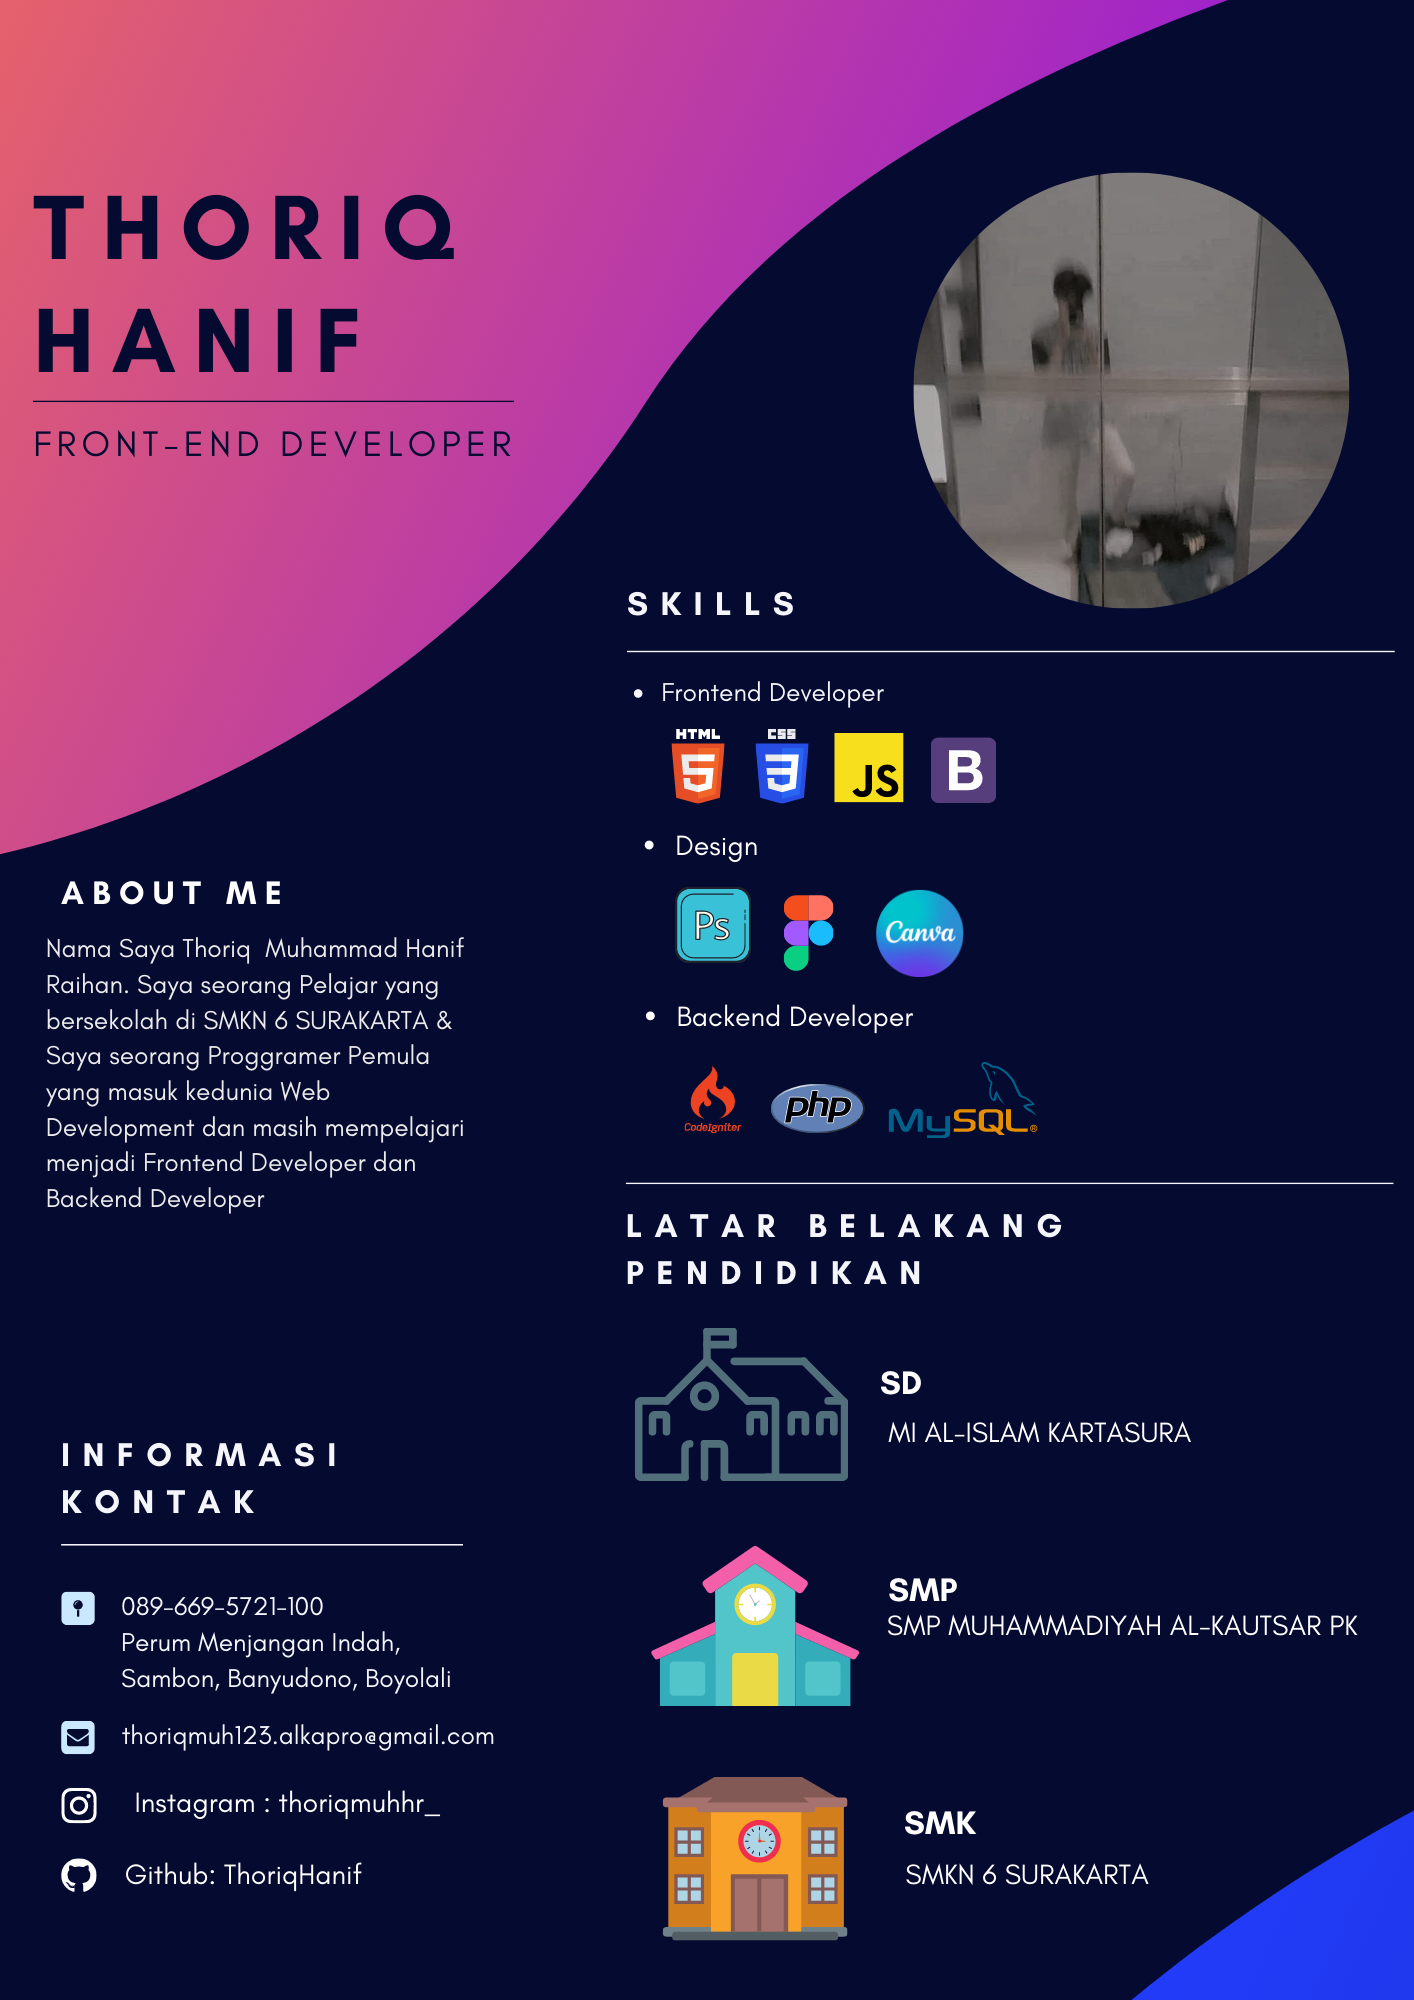 THORIQ
HANIF
FRONT-END DEVELOPER
ABOUT ME
Nama Saya Thoriq  Muhammad Hanif
Raihan. Saya seorang Pelajar yang
bersekolah di SMKN 6 SURAKARTA &
Saya seorang Proggramer Pemula
yang masuk kedunia Web
Development dan masih mempelajari
menjadi Frontend Developer dan
Backend Developer
INFORMASI
KONTAK
089-669-5721-100
Perum Menjangan Indah,
Sambon, Banyudono, Boyolali
thoriqmuh123.alkapro@gmail.com
Instagram : thoriqmuhhr_
Github: ThoriqHanif
SKILLS
• Frontend Developer
HTML 5 CSS 3 JS B
• Design
Ps Canva
• Backend Developer
CodeIgniter php MySQL®
LATAR BELAKANG
PENDIDIKAN
SD
MI AL-ISLAM KARTASURA
SMP
SMP MUHAMMADIYAH AL-KAUTSAR PK
SMK
SMKN 6 SURAKARTA